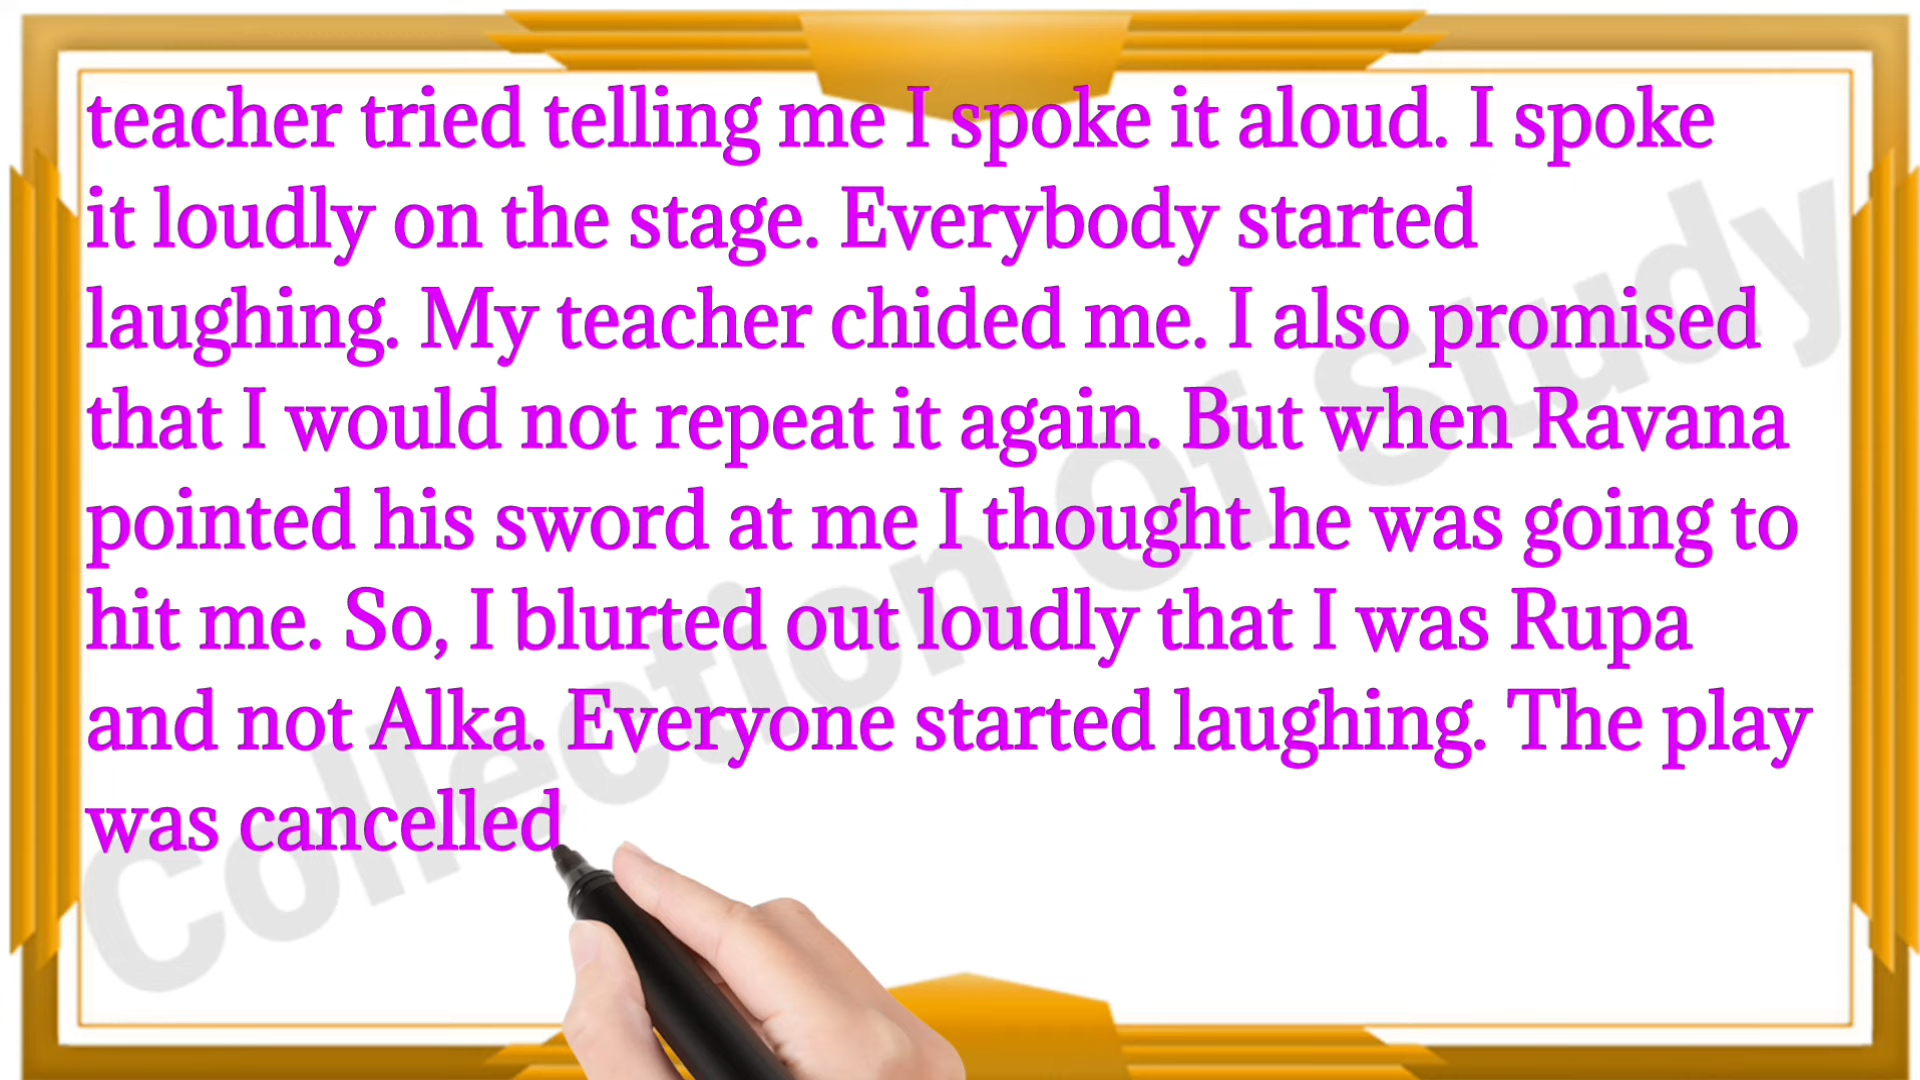 teacher tried telling me I spoke it aloud. I spoke
it loudly on the stage. Everybody started
laughing. My teacher chided me. I also promised
that I would not repeat it again. But when Ravana
pointed his sword at me I thought he was going to
hit me. So, I blurted out loudly that I was Rupa
and not Alka. Everyone started laughing. The play
was cancelled
Collection Of Study